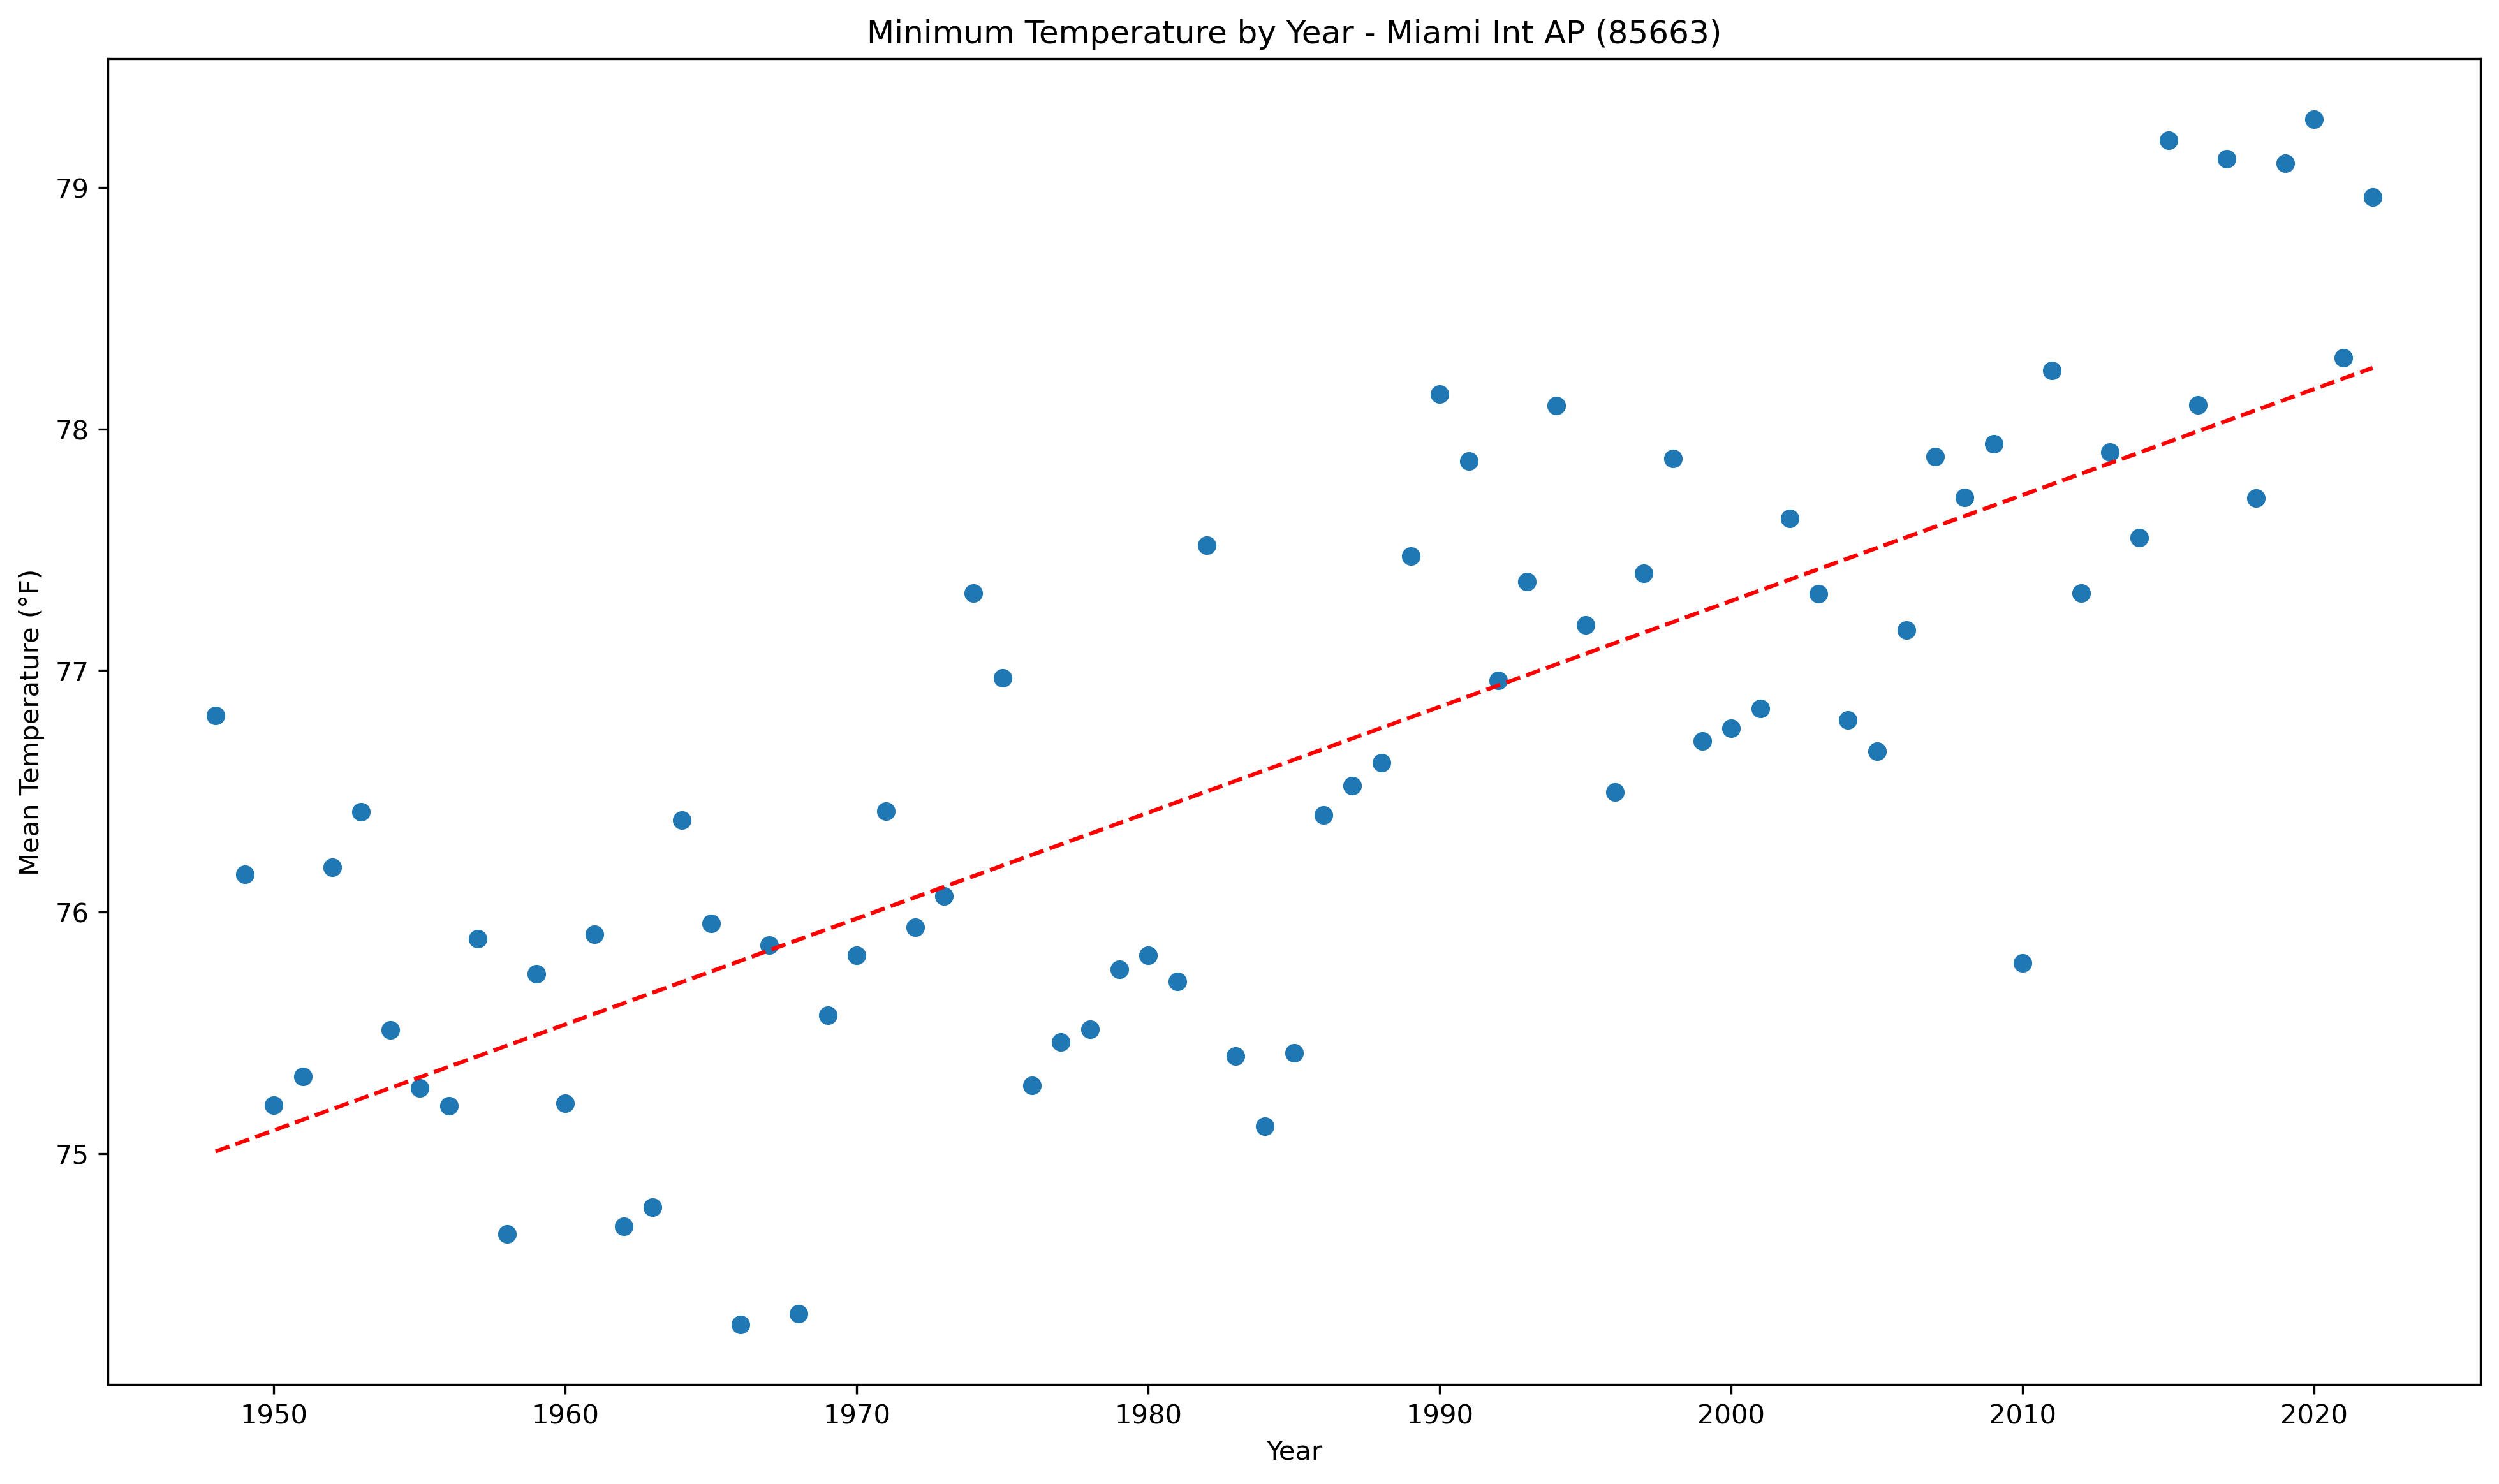 Minimum Temperature by Year - Miami Int AP (85663)
Mean Temperature (°F)
79
78
77
76
75
1950 1960 1970 1980 1990 2000 2010 2020
Year